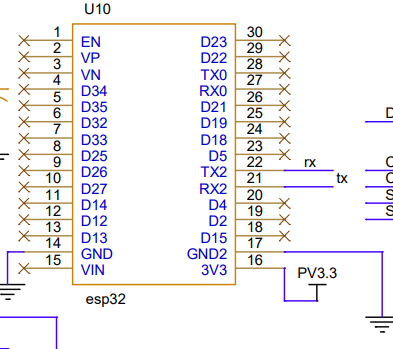 U10
1 EN D23 30
2 VP D22 29
3 VN TX0 28
4 D34 RX0 27
5 D35 D21 26
6 D32 D19 25
7 D33 D18 24
8 D25 D5 23
9 D26 TX2 22 rx
10 D27 RX2 21 tx
11 D14 D4 20
12 D12 D2 19
13 D13 D15 18
14 GND GND2 17
15 VIN 3V3 16
PV3.3
esp32